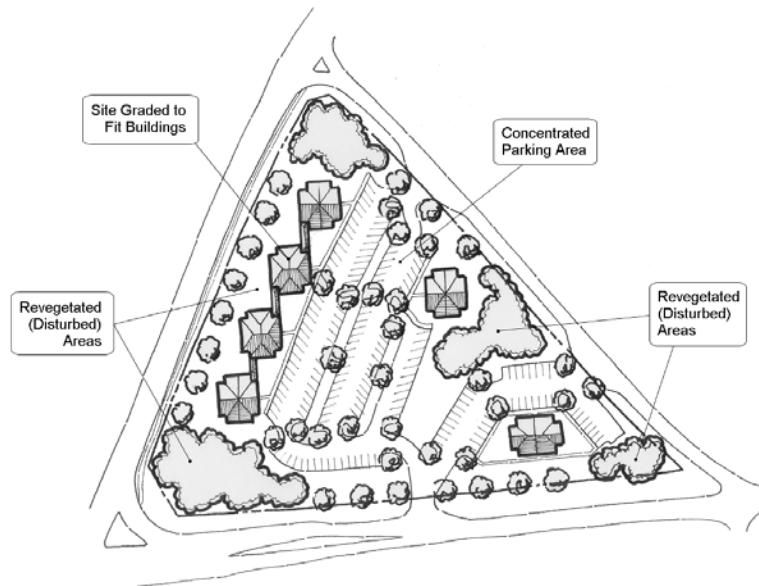 Site Graded to
Fit Buildings
Concentrated
Parking Area
Revegetated
(Disturbed)
Areas
Revegetated
(Disturbed)
Areas